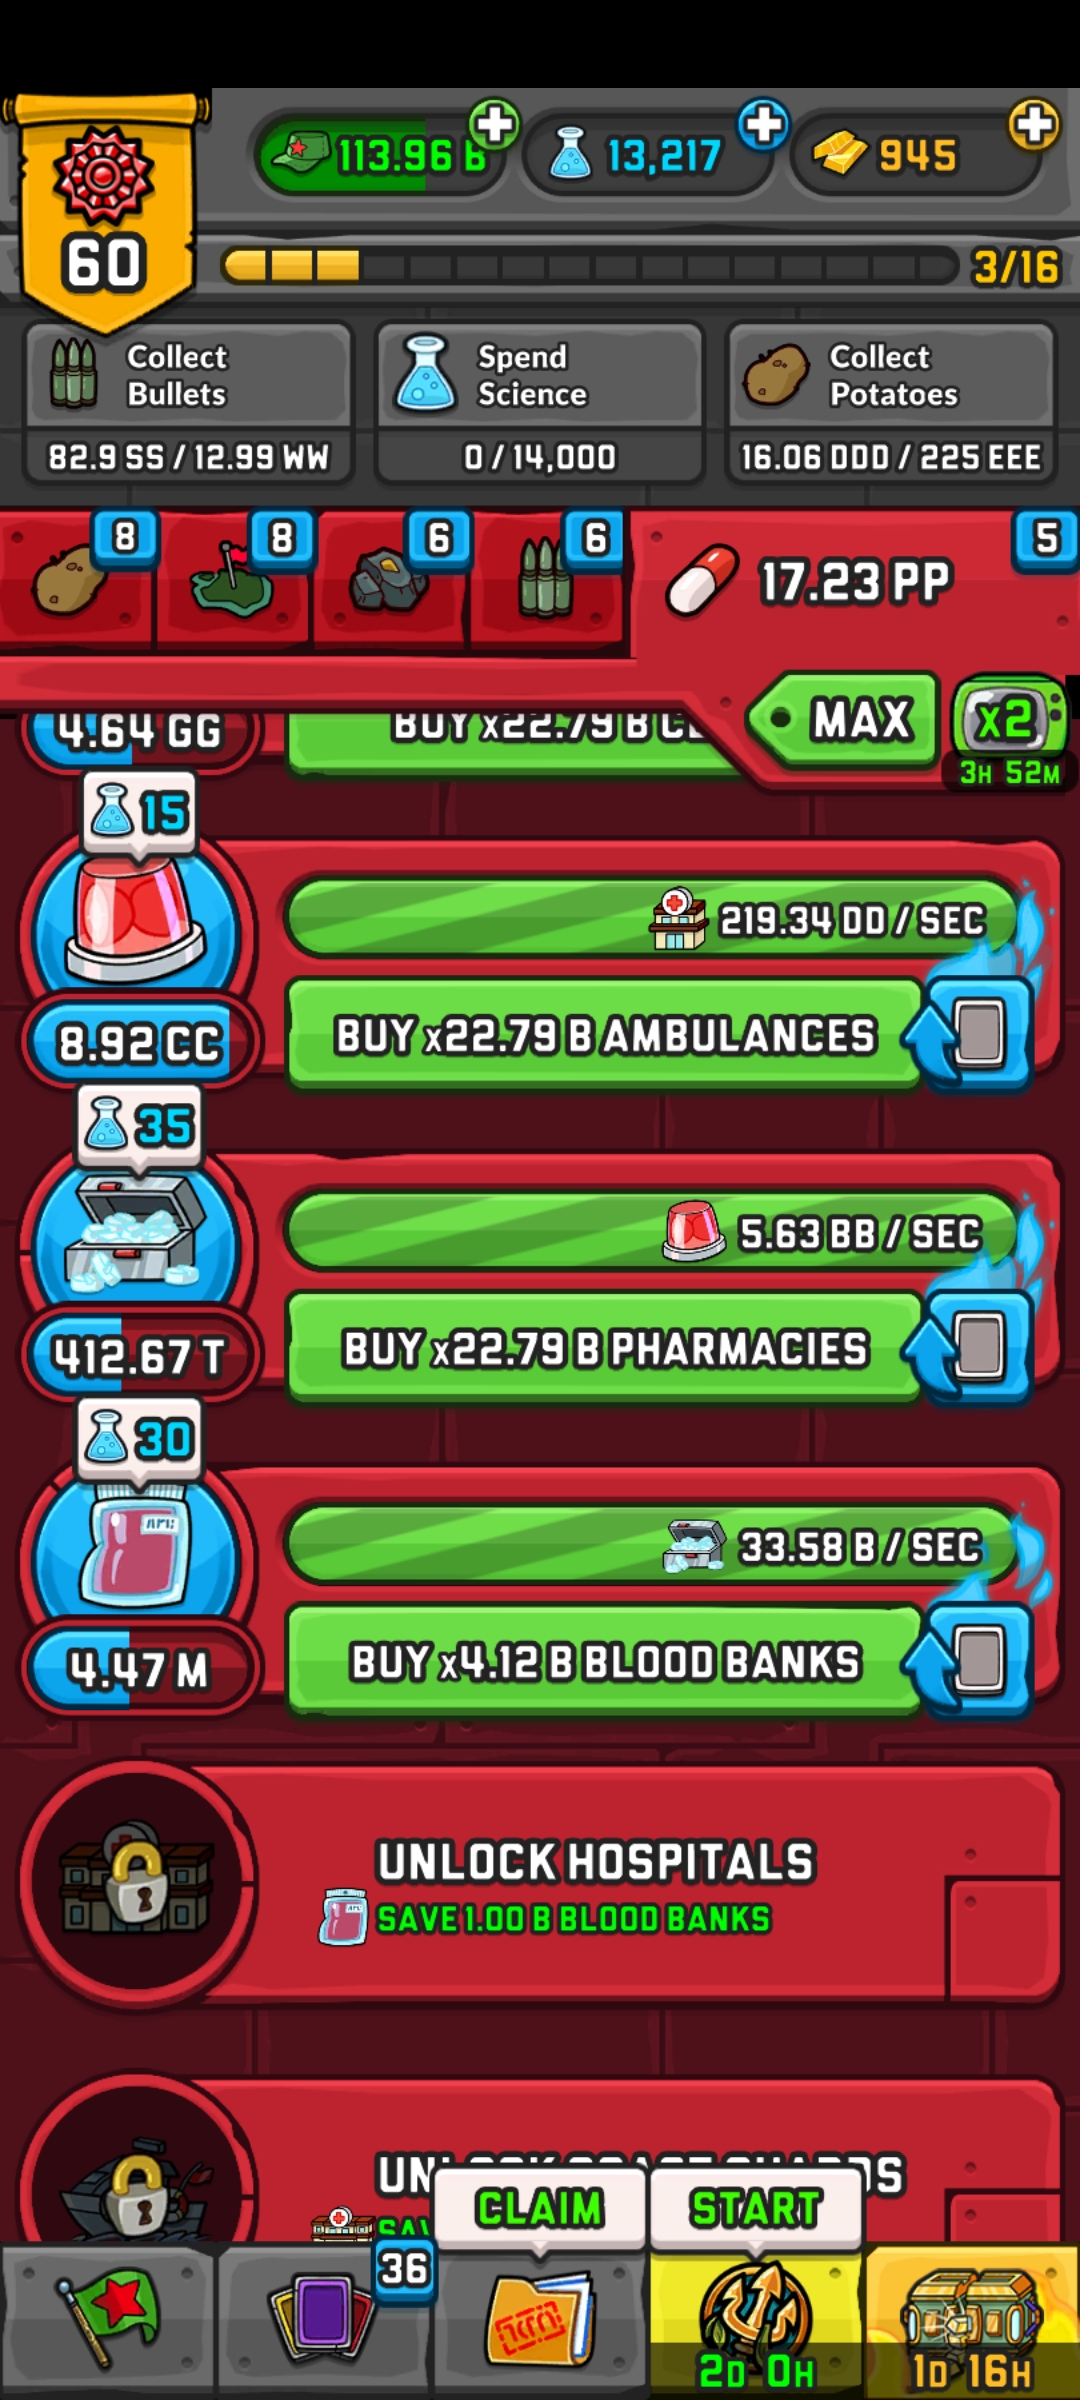 113.96 B
13,217
945
60
3/16
Collect
Bullets
Spend
Science
Collect
Potatoes
82.9 SS / 12.99 WW
0 / 14,000
16.06 DDD / 225 EEE
8
8
6
6
5
17.23 PP
MAX
x2
3H 52M
4.64 GG
BUY x22.79 B
15
219.34 DD / SEC
8.92 CC
BUY x22.79 B AMBULANCES
35
5.63 BB / SEC
412.67 T
BUY x22.79 B PHARMACIES
30
33.58 B / SEC
4.47 M
BUY x4.12 B BLOOD BANKS
UNLOCK HOSPITALS
SAVE 1.00 B BLOOD BANKS
CLAIM
START
36
2D 0H
1D 16H